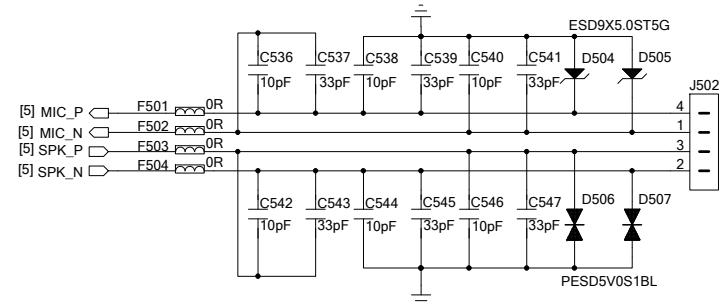 ESD9X5.0ST5G
C536 C537 C538 C539 C540 C541 D504 D505
10pF 33pF 10pF 33pF 10pF 33pF
J502
[5] MIC_P F501 0R 4
[5] MIC_N F502 0R 1
[5] SPK_P F503 0R 3
[5] SPK_N F504 0R 2
C542 C543 C544 C545 C546 C547 D506 D507
10pF 33pF 10pF 33pF 10pF 33pF
PESD5V0S1BL